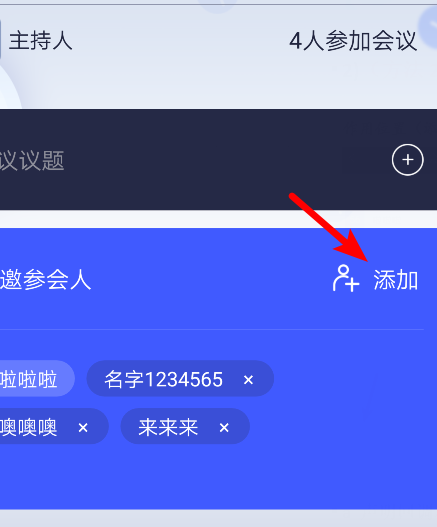 主持人 4人参加会议
议议题
邀参会人 添加
啦啦啦 名字1234565 ×
噢噢噢 × 来来来 ×